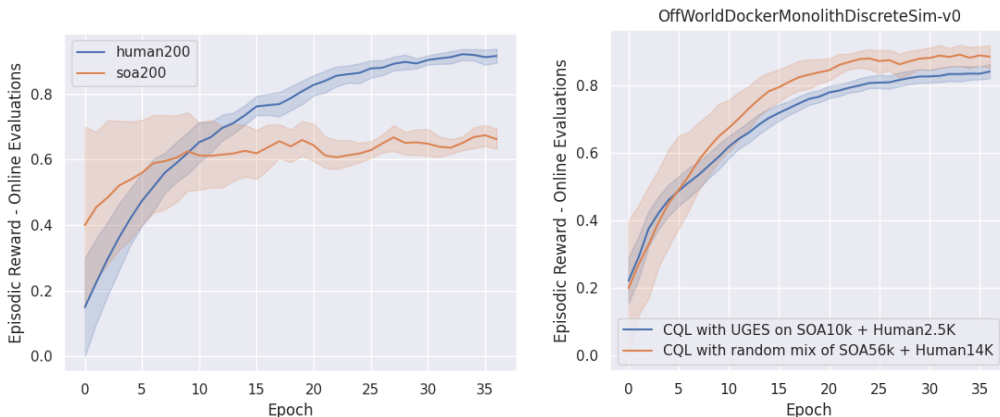 human200
soa200
0.8
0.6
0.4
0.2
0.0
0
5
10
15
20
25
30
35
Epoch
Episodic Reward - Online Evaluations
OffWorldDockerMonolithDiscreteSim-v0
0.8
0.6
0.4
0.2
0.0
CQL with UGES on SOA10k + Human2.5K
CQL with random mix of SOA56k + Human14K
0
5
10
15
20
25
30
35
Epoch
Episodic Reward - Online Evaluations